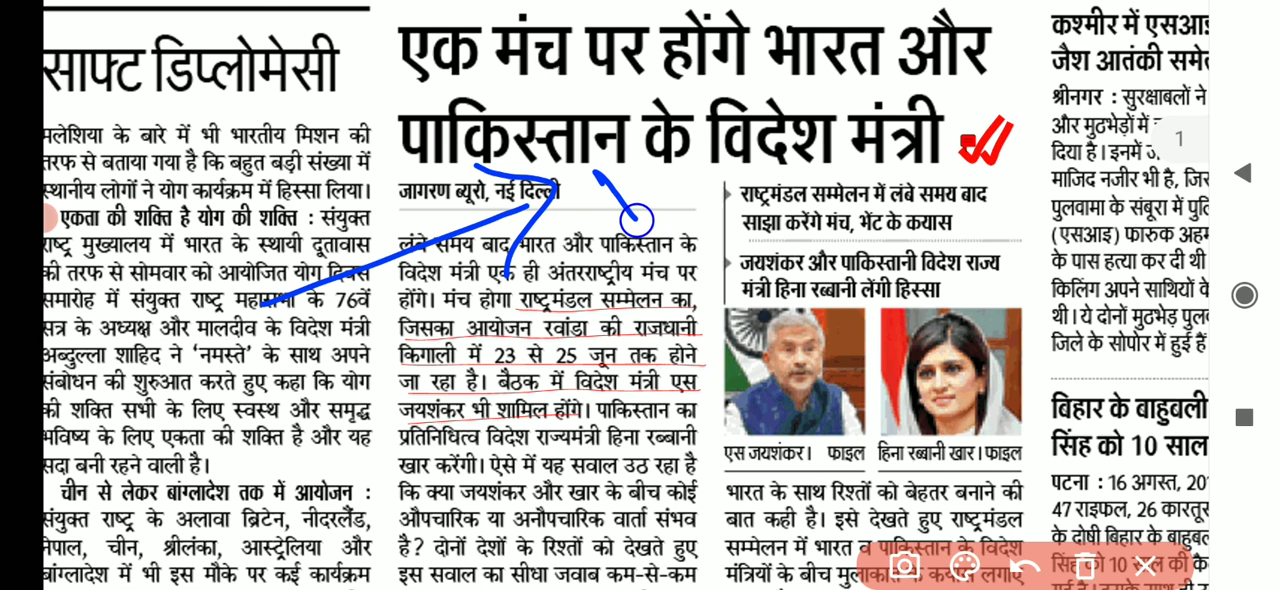 साफ्ट डिप्लोमेसी
मलेशिया के बारे में भी भारतीय मिशन की
तरफ से बताया गया है कि बहुत बड़ी संख्या में
स्थानीय लोगों ने योग कार्यक्रम में हिस्सा लिया।
एकता की शक्ति है योग की शक्ति : संयुक्त
राष्ट्र मुख्यालय में भारत के स्थायी दूतावास
की तरफ से सोमवार को आयोजित योग दिवस
समारोह में संयुक्त राष्ट्र महासभा के 76वें
सत्र के अध्यक्ष और मालदीव के विदेश मंत्री
अब्दुल्ला शाहिद ने ‘नमस्ते’ के साथ अपने
संबोधन की शुरुआत करते हुए कहा कि योग
की शक्ति सभी के लिए स्वस्थ और समृद्ध
भविष्य के लिए एकता की शक्ति है और यह
सदा बनी रहने वाली है।
चीन से लेकर बांग्लादेश तक में आयोजन :
संयुक्त राष्ट्र के अलावा ब्रिटेन, नीदरलैंड,
नेपाल, चीन, श्रीलंका, आस्ट्रेलिया और
बांग्लादेश में भी इस मौके पर कई कार्यक्रम
एक मंच पर होंगे भारत और
पाकिस्तान के विदेश मंत्री
जागरण ब्यूरो, नई दिल्ली
लंबे समय बाद भारत और पाकिस्तान के
विदेश मंत्री एक ही अंतरराष्ट्रीय मंच पर
होंगे। मंच होगा राष्ट्रमंडल सम्मेलन का,
जिसका आयोजन रवांडा की राजधानी
किगाली में 23 से 25 जून तक होने
जा रहा है। बैठक में विदेश मंत्री एस
जयशंकर भी शामिल होंगे। पाकिस्तान का
प्रतिनिधित्व विदेश राज्यमंत्री हिना रब्बानी
खार करेंगी। ऐसे में यह सवाल उठ रहा है
कि क्या जयशंकर और खार के बीच कोई
औपचारिक या अनौपचारिक वार्ता संभव
है? दोनों देशों के रिश्तों को देखते हुए
इस सवाल का सीधा जवाब कम-से-कम
राष्ट्रमंडल सम्मेलन में लंबे समय बाद
साझा करेंगे मंच, भेंट के कयास
जयशंकर और पाकिस्तानी विदेश राज्य
मंत्री हिना रब्बानी लेंगी हिस्सा
एस जयशंकर। फाइल
हिना रब्बानी खार। फाइल
भारत के साथ रिश्तों को बेहतर बनाने की
बात कही है। इसे देखते हुए राष्ट्रमंडल
सम्मेलन में भारत व पाकिस्तान के विदेश
मंत्रियों के बीच मुलाकात के कयास लगाए
कश्मीर में एसआइ
जैश आतंकी समे
श्रीनगर : सुरक्षाबलों ने
और मुठभेड़ों में
दिया है। इनमें
माजिद नजीर भी है, जिस
पुलवामा के संबूरा में पुलि
(एसआइ) फारुक अहम
के पास हत्या कर दी थी
किलिंग अपने साथियों के
थी। ये दोनों मुठभेड़ पुल
जिले के सोपोर में हुई हैं
बिहार के बाहुबली
सिंह को 10 साल
पटना : 16 अगस्त, 20
47 राइफल, 26 कारतूस
के दोषी बिहार के बाहुबल
सिंह को 10 साल की कै
1